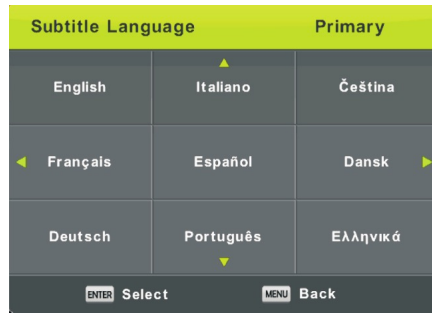 Subtitle Language Primary
English Italiano Čeština
Français Español Dansk
Deutsch Português Ελληνικά
ENTER Select MENU Back